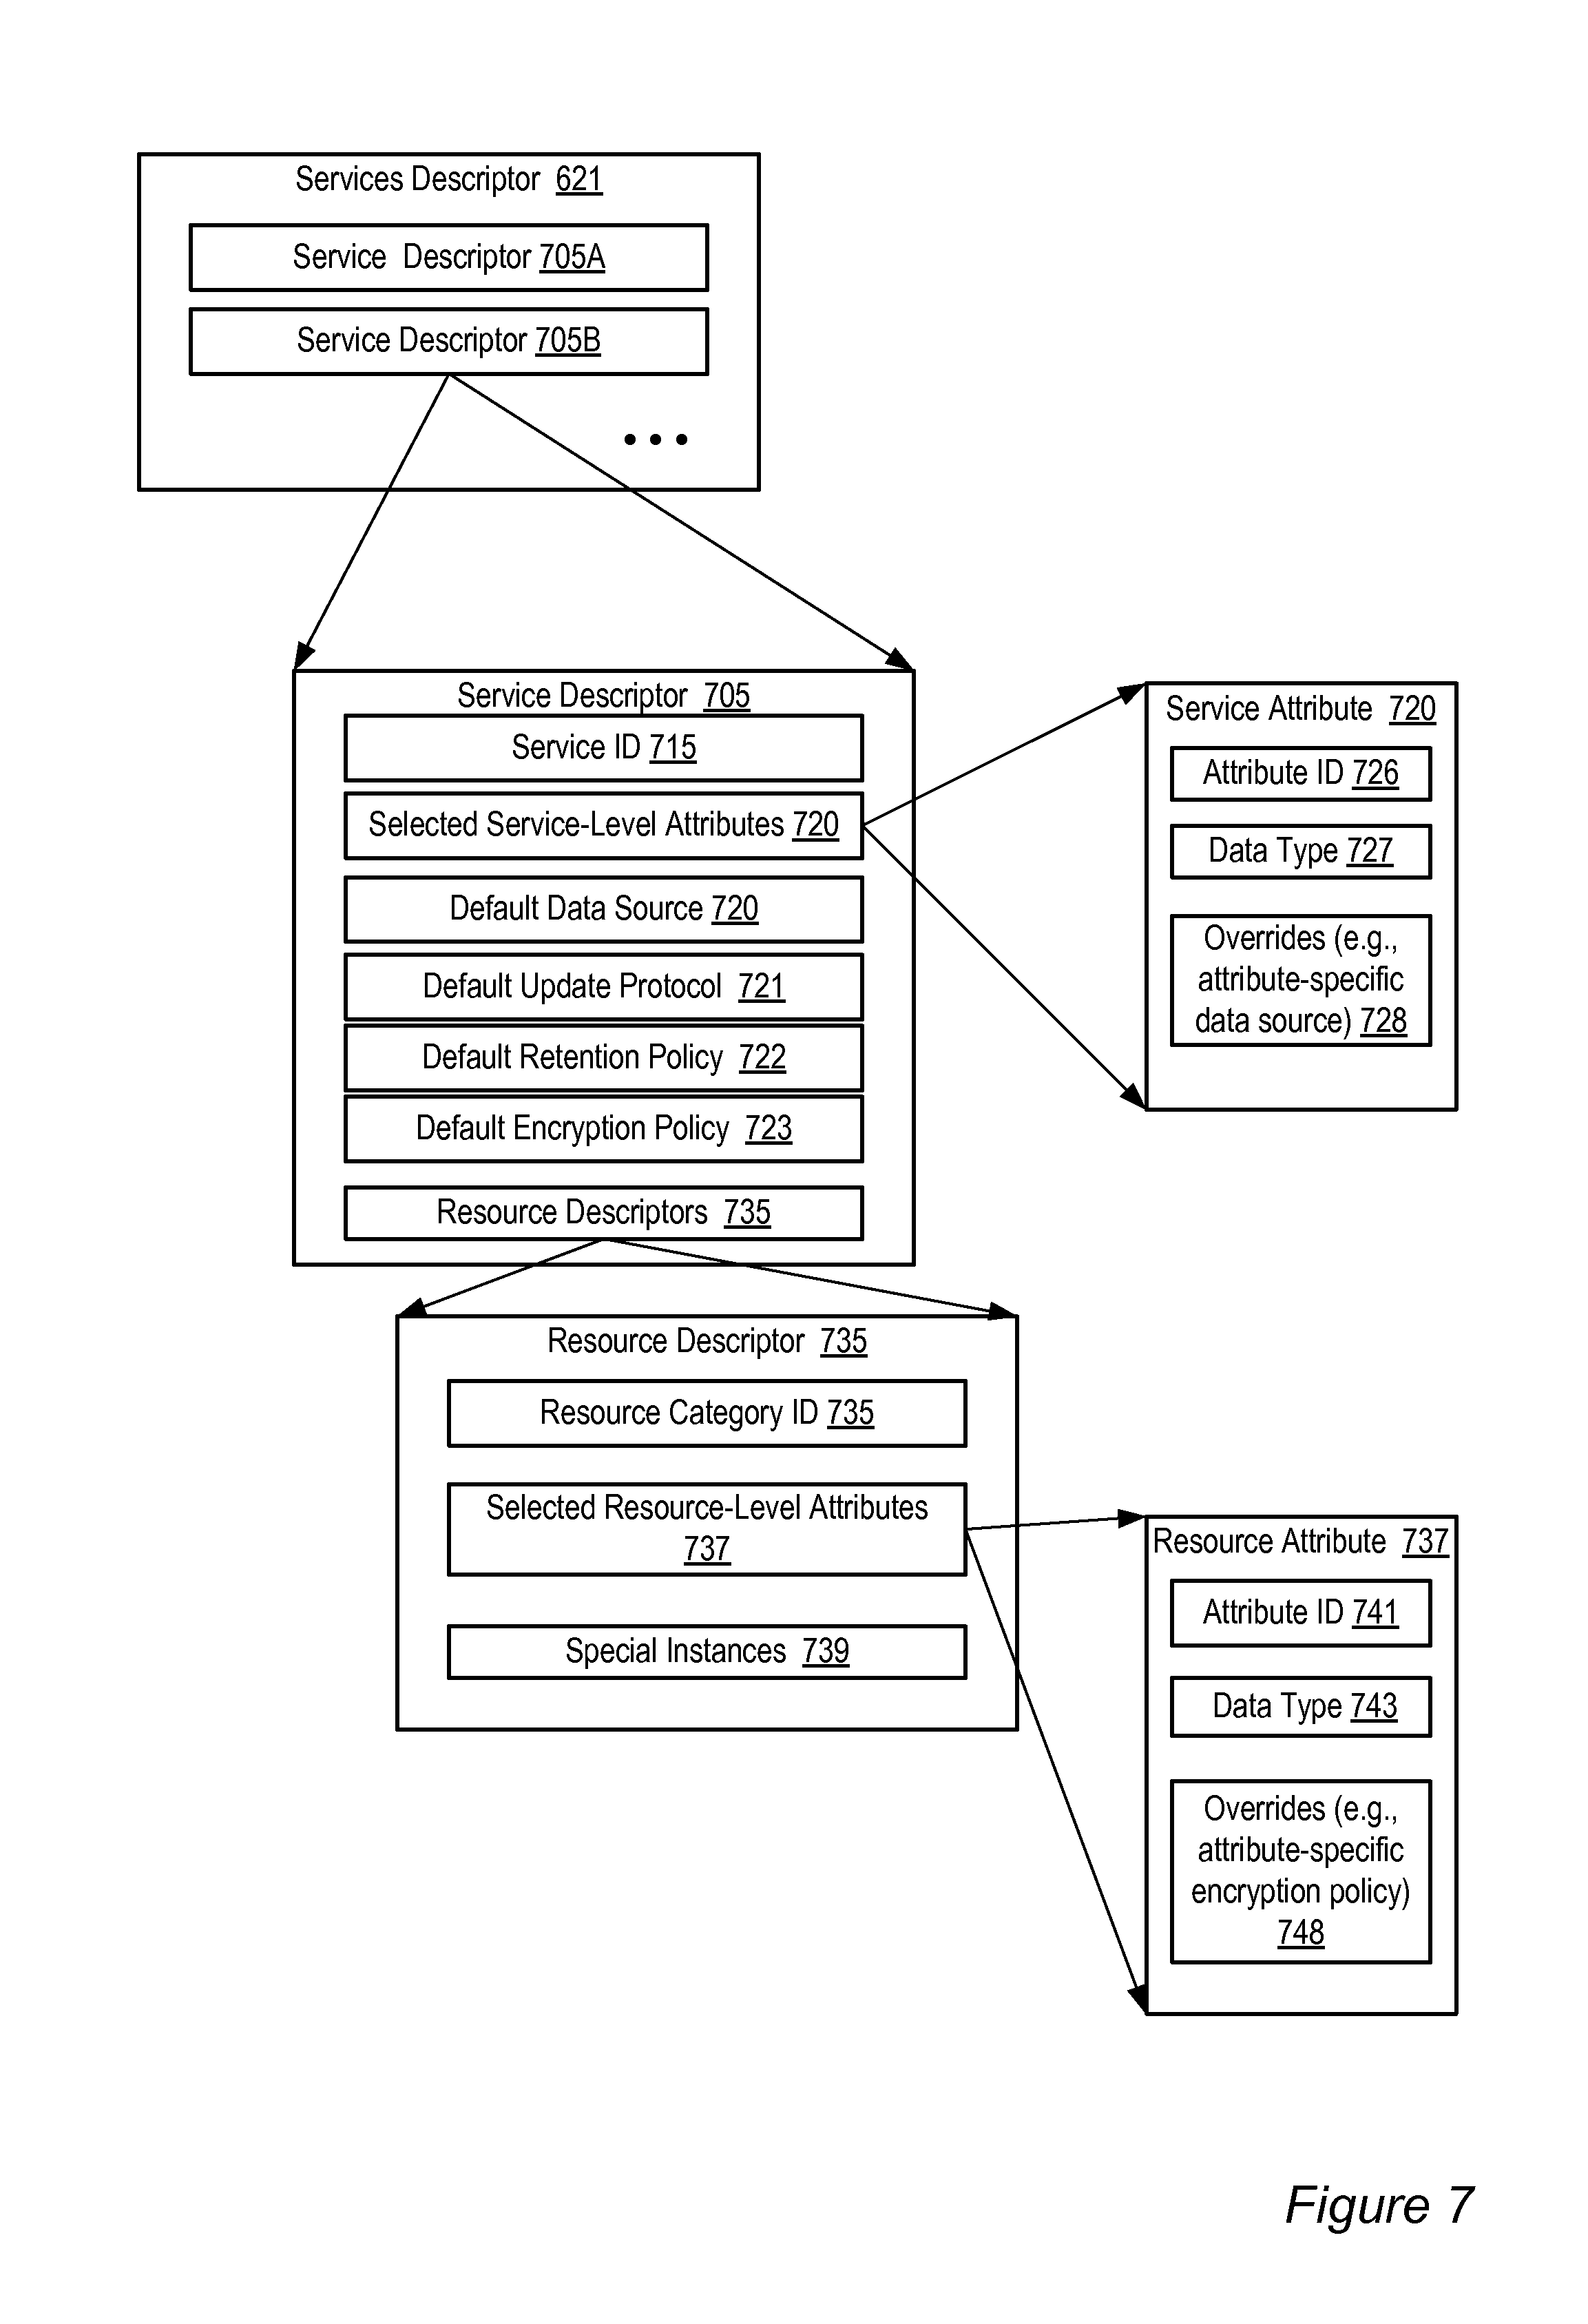 Services Descriptor 621
Service Descriptor 705A
Service Descriptor 705B
Service Descriptor 705
Service ID 715
Selected Service-Level Attributes 720
Default Data Source 720
Default Update Protocol 721
Default Retention Policy 722
Default Encryption Policy 723
Resource Descriptors 735
Service Attribute 720
Attribute ID 726
Data Type 727
Overrides (e.g.,
attribute-specific
data source) 728
Resource Descriptor 735
Resource Category ID 735
Selected Resource-Level Attributes
737
Special Instances 739
Resource Attribute 737
Attribute ID 741
Data Type 743
Overrides (e.g.,
attribute-specific
encryption policy)
748
Figure 7